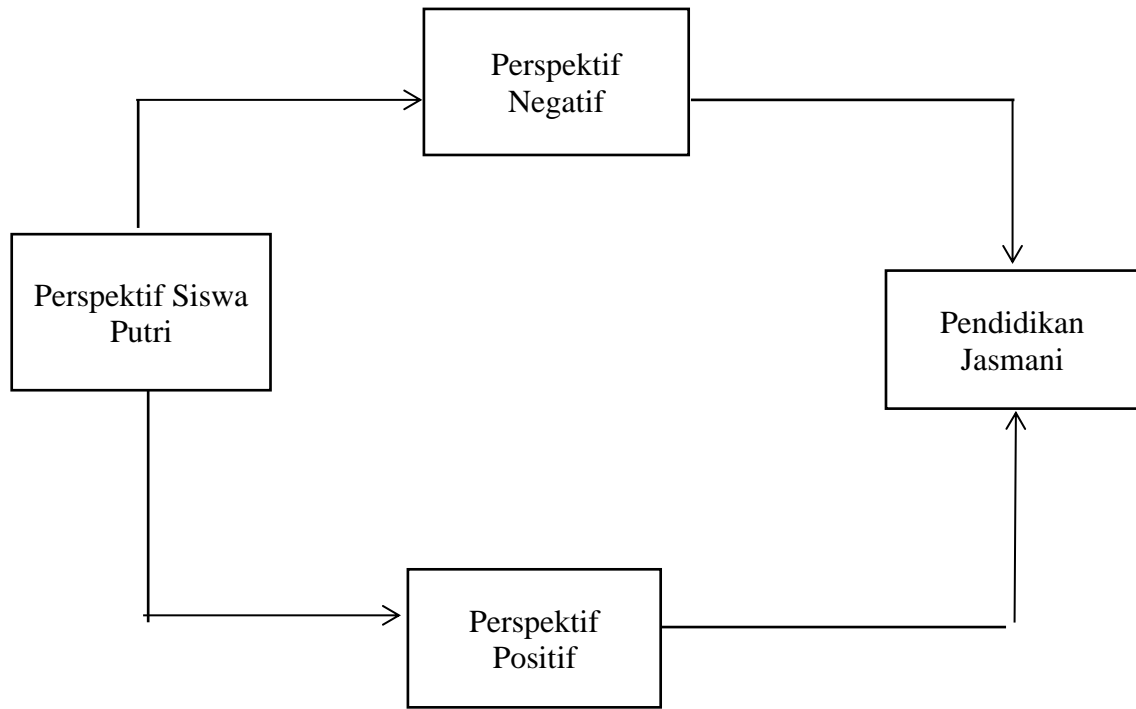 Perspektif
Negatif
Perspektif Siswa
Putri
Pendidikan
Jasmani
Perspektif
Positif